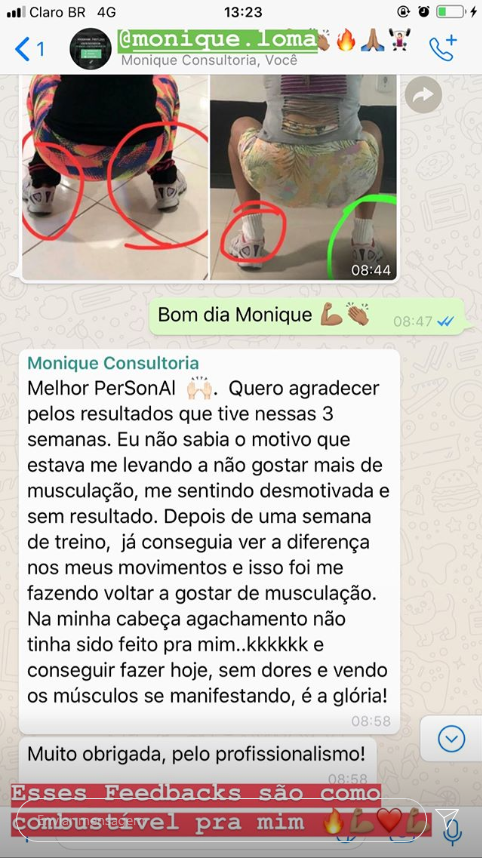 Claro BR 4G 13:23
1 @monique.loma 👏🏽🔥🙏🏽🏋🏻
Monique Consultoria, Você
08:44
Bom dia Monique 💪🏽👏🏽 08:47
Monique Consultoria
Melhor PerSonAl 🙌🏻. Quero agradecer
pelos resultados que tive nessas 3
semanas. Eu não sabia o motivo que
estava me levando a não gostar mais de
musculação, me sentindo desmotivada e
sem resultado. Depois de uma semana
de treino, já conseguia ver a diferença
nos meus movimentos e isso foi me
fazendo voltar a gostar de musculação.
Na minha cabeça agachamento não
tinha sido feito pra mim..kkkkkk e
conseguir fazer hoje, sem dores e vendo
os músculos se manifestando, é a glória!
08:58
Muito obrigada, pelo profissionalismo!
08:58
Esses Feedbacks são como
combustível pra mim 🔥💪🏽❤️💪🏽
Enviar mensagem